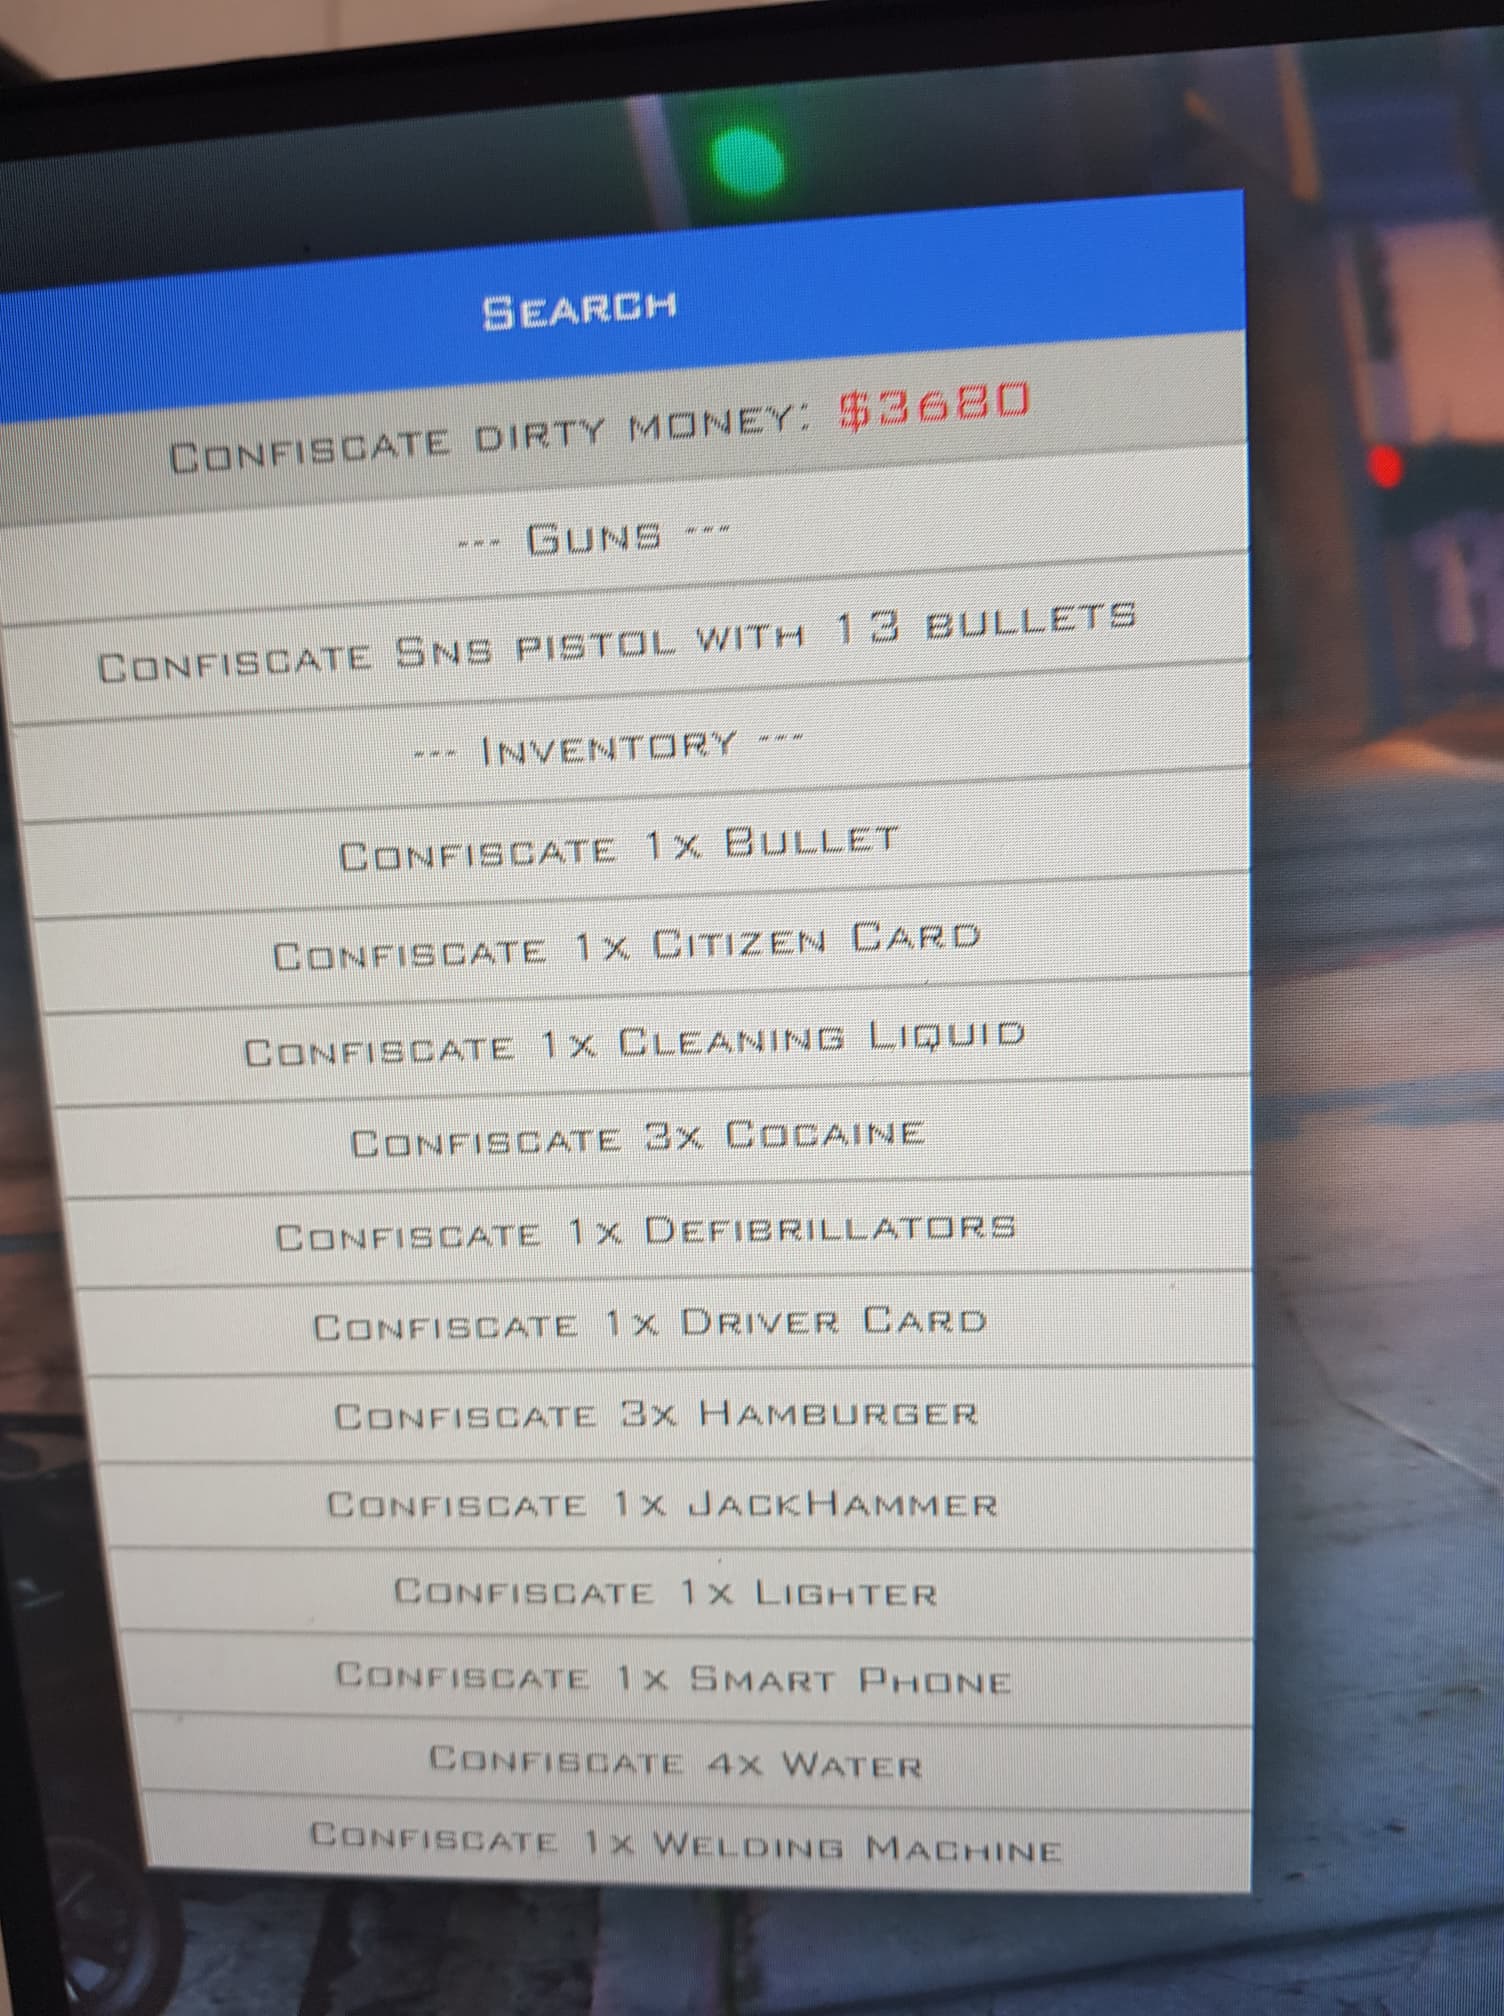 Search
Confiscate dirty money: $3680
--- Guns ---
Confiscate Sns pistol with 13 bullets
--- Inventory ---
Confiscate 1x Bullet
Confiscate 1x Citizen Card
Confiscate 1x Cleaning Liquid
Confiscate 3x Cocaine
Confiscate 1x Defibrillators
Confiscate 1x Driver Card
Confiscate 3x Hamburger
Confiscate 1x JackHammer
Confiscate 1x Lighter
Confiscate 1x Smart Phone
Confiscate 4x Water
Confiscate 1x Welding Machine